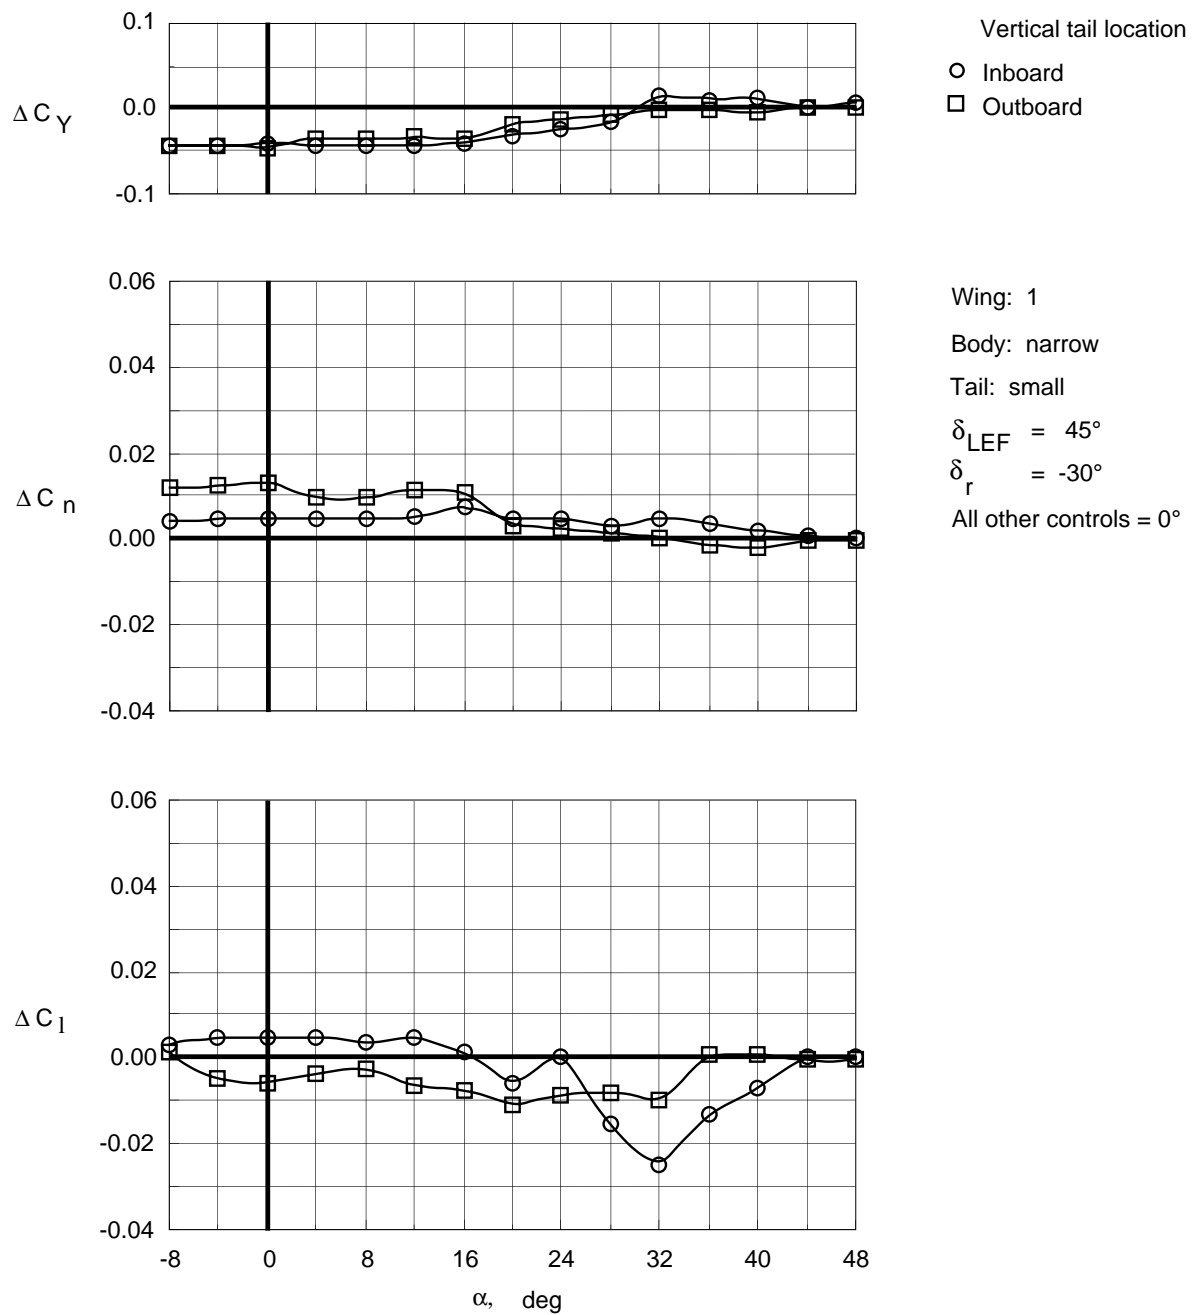 Vertical tail location
Inboard
Outboard
0.1
0.0
-0.1
Δ C Y
0.06
0.04
0.02
0.00
-0.02
-0.04
Δ C n
Wing: 1
Body: narrow
Tail: small
δ LEF = 45°
δ r = -30°
All other controls = 0°
0.06
0.04
0.02
0.00
-0.02
-0.04
Δ C l
-8 0 8 16 24 32 40 48
α, deg